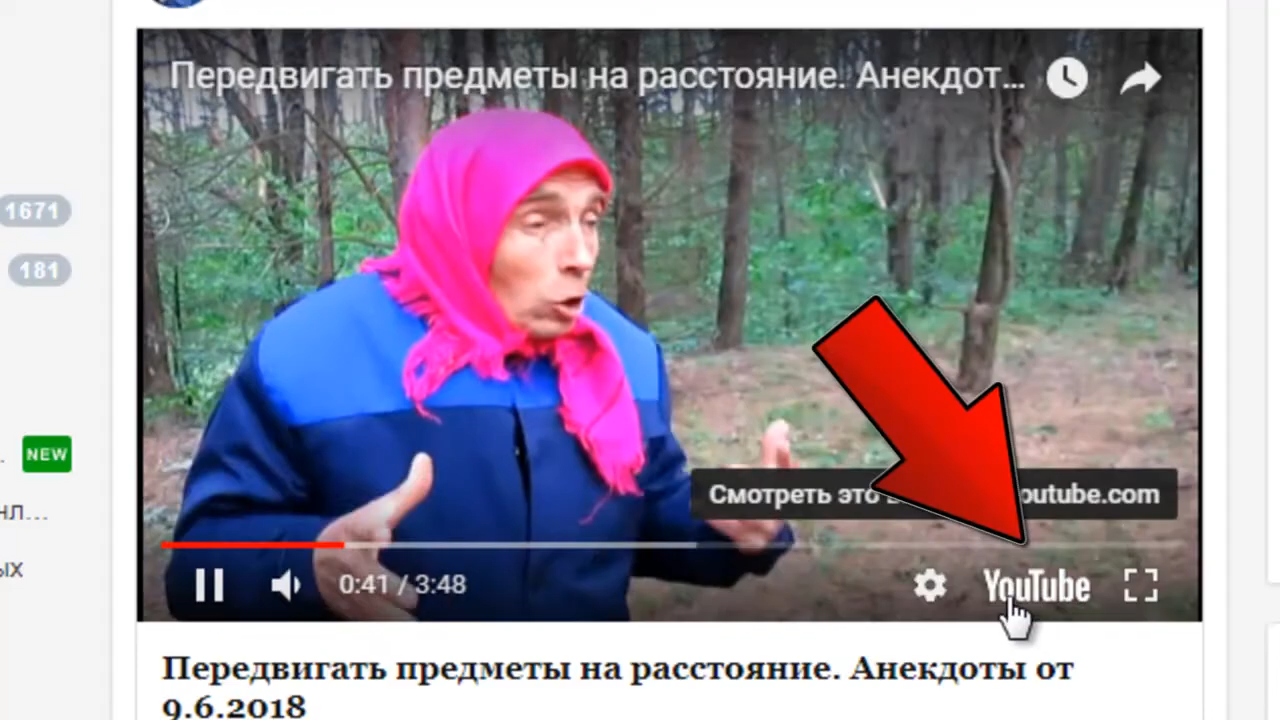 Передвигать предметы на расстояние. Анекдот...
1671
181
NEW
нл...
ых
Смотреть это outube.com
0:41 / 3:48
YouTube
Передвигать предметы на расстояние. Анекдоты от
9.6.2018